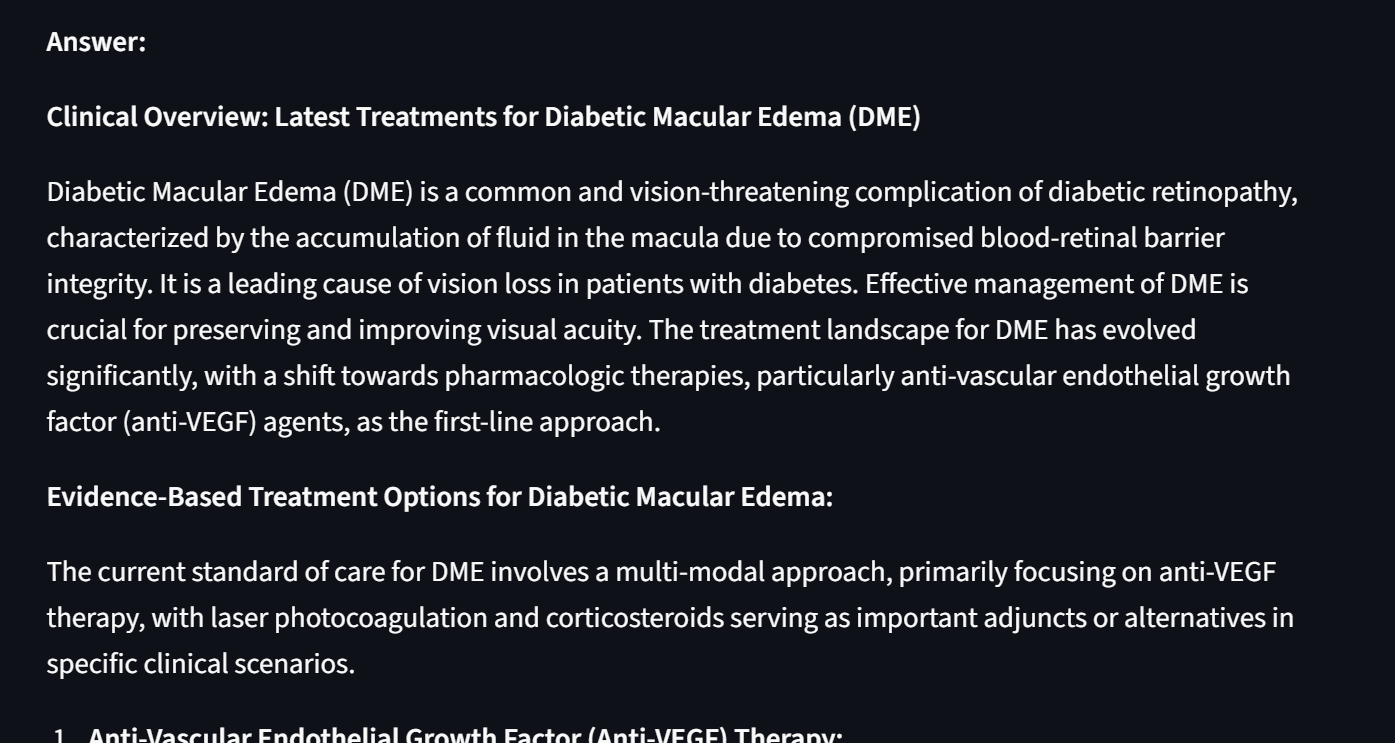 Answer:
Clinical Overview: Latest Treatments for Diabetic Macular Edema (DME)
Diabetic Macular Edema (DME) is a common and vision-threatening complication of diabetic retinopathy,
characterized by the accumulation of fluid in the macula due to compromised blood-retinal barrier
integrity. It is a leading cause of vision loss in patients with diabetes. Effective management of DME is
crucial for preserving and improving visual acuity. The treatment landscape for DME has evolved
significantly, with a shift towards pharmacologic therapies, particularly anti-vascular endothelial growth
factor (anti-VEGF) agents, as the first-line approach.
Evidence-Based Treatment Options for Diabetic Macular Edema:
The current standard of care for DME involves a multi-modal approach, primarily focusing on anti-VEGF
therapy, with laser photocoagulation and corticosteroids serving as important adjuncts or alternatives in
specific clinical scenarios.
1. Anti-Vascular Endothelial Growth Factor (Anti-VEGF) Therapy: